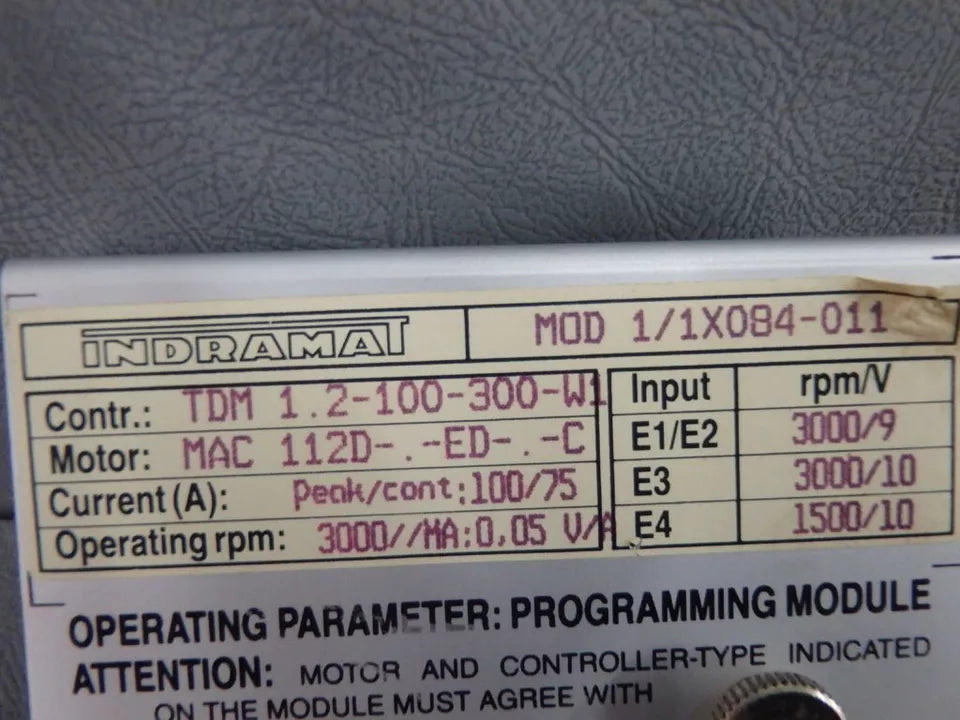 INDRAMAT MOD 1/1X084-011
Contr.: TDM 1.2-100-300-W1
Motor: MAC 112D-.-ED-.-C
Current (A): Peak/cont:100/75
Operating rpm: 3000//MA:0.05 V/A
Input rpm/V
E1/E2 3000/9
E3 3000/10
E4 1500/10
OPERATING PARAMETER: PROGRAMMING MODULE
ATTENTION: MOTOR AND CONTROLLER-TYPE INDICATED
ON THE MODULE MUST AGREE WITH